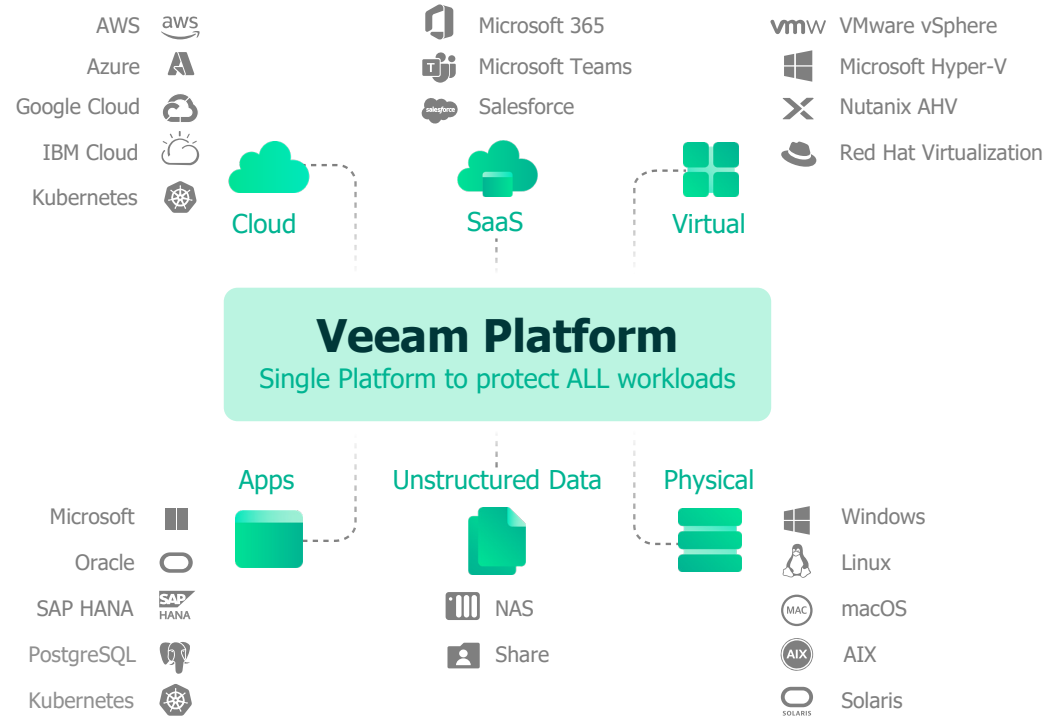 AWS aws
Azure
Google Cloud
IBM Cloud
Kubernetes
Cloud
Microsoft 365
Microsoft Teams
salesforce Salesforce
SaaS
vmw VMware vSphere
Microsoft Hyper-V
Nutanix AHV
Red Hat Virtualization
Virtual
Veeam Platform
Single Platform to protect ALL workloads
Apps
Microsoft
Oracle
SAP HANA SAP
HANA
PostgreSQL
Kubernetes
Unstructured Data
NAS
Share
Physical
Windows
Linux
MAC macOS
AIX AIX
Solaris
SOLARIS